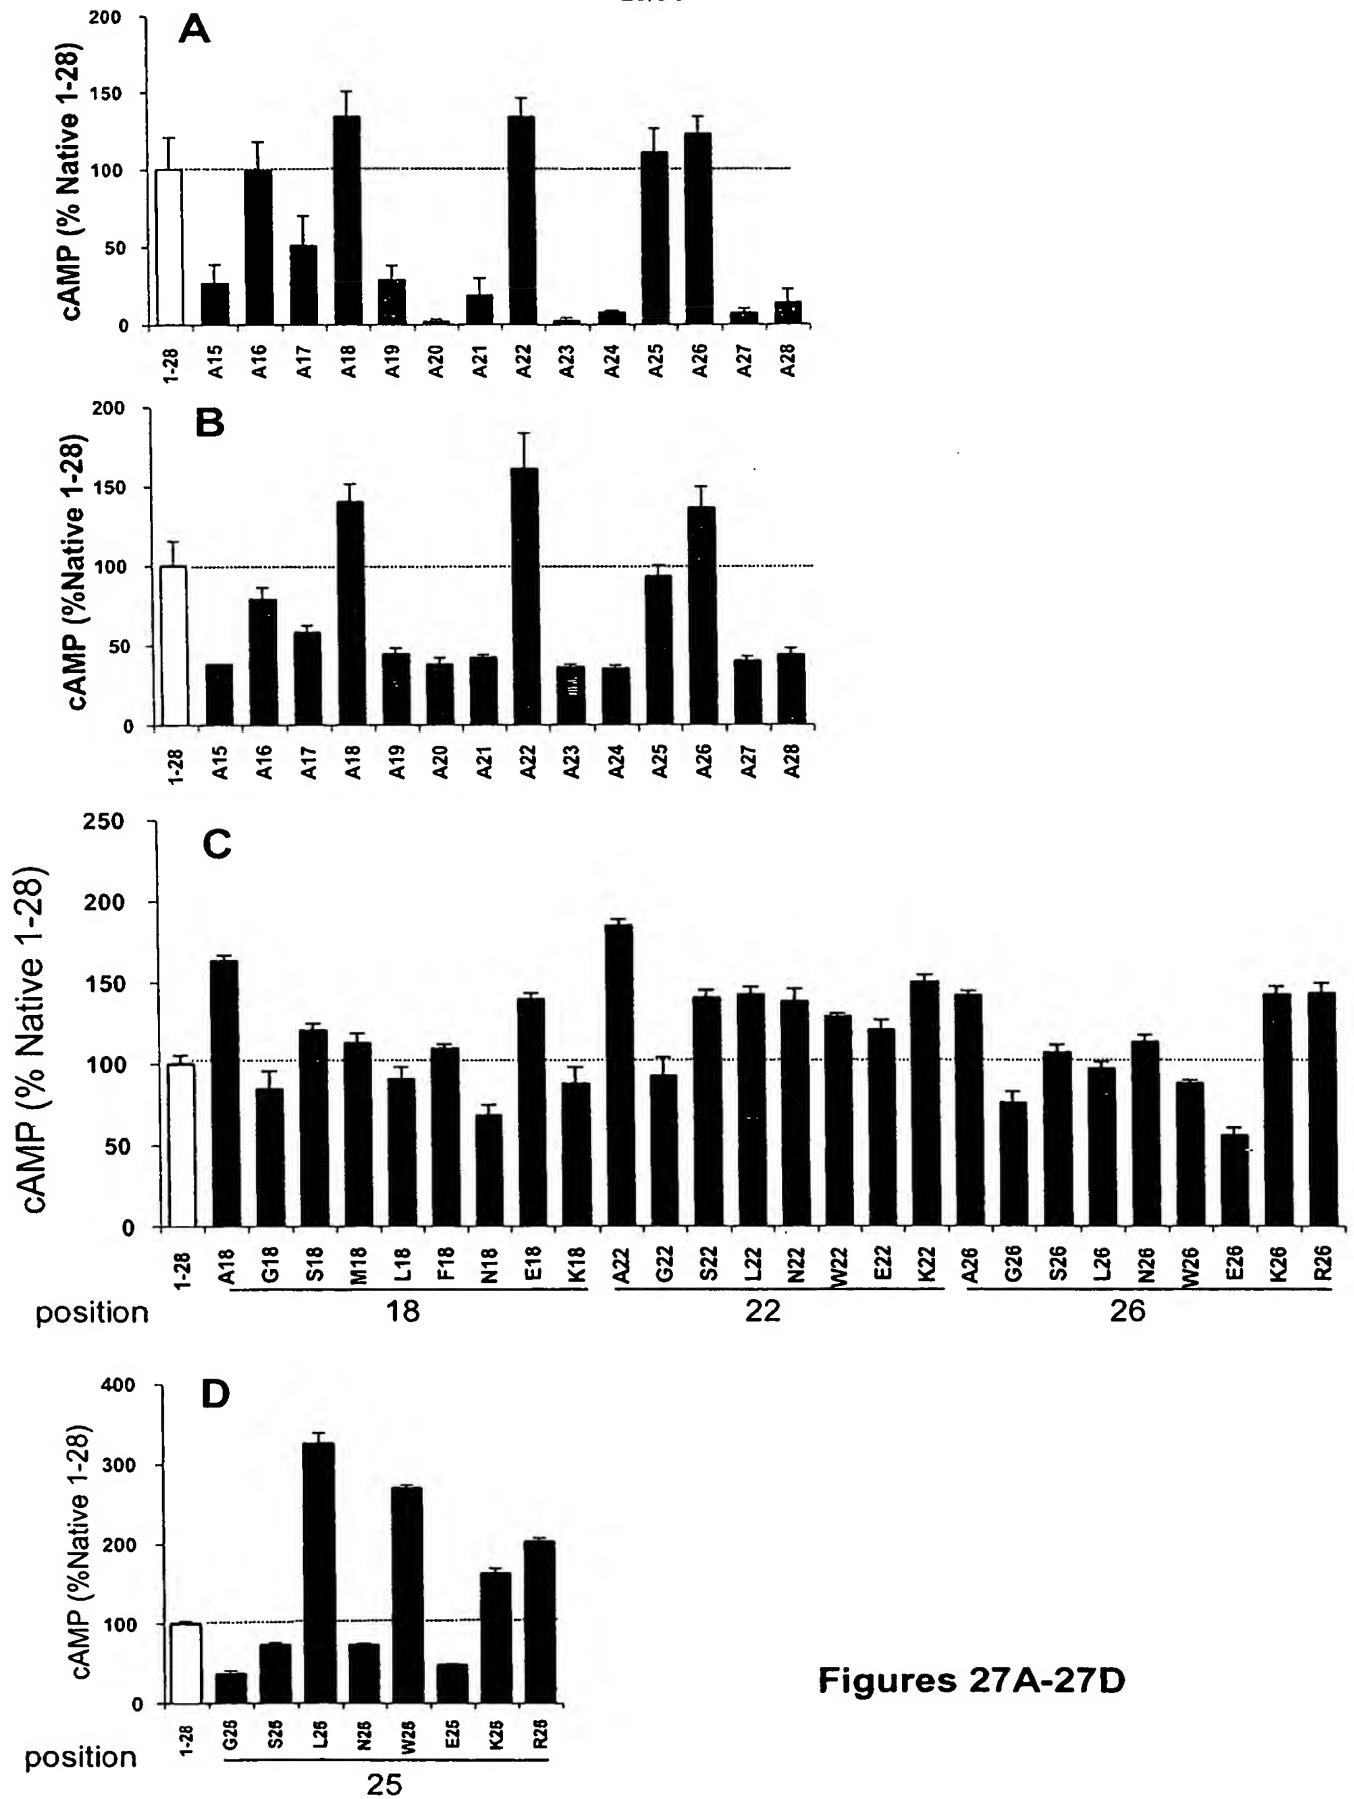 A
cAMP (% Native 1-28)
200
150
100
50
0
1-28 A15 A16 A17 A18 A19 A20 A21 A22 A23 A24 A25 A26 A27 A28
B
cAMP (%Native 1-28)
200
150
100
50
0
1-28 A15 A16 A17 A18 A19 A20 A21 A22 A23 A24 A25 A26 A27 A28
C
cAMP (% Native 1-28)
250
200
150
100
50
0
1-28 A18 G18 S18 M18 L18 F18 N18 E18 K18 A22 G22 S22 L22 N22 W22 E22 K22 A26 G26 S26 L26 N26 W26 E26 K26 R26
position 18 22 26
D
cAMP (%Native 1-28)
400
300
200
100
0
1-28 G25 S25 L25 N25 W25 E25 K25 R25
position
25
Figures 27A-27D